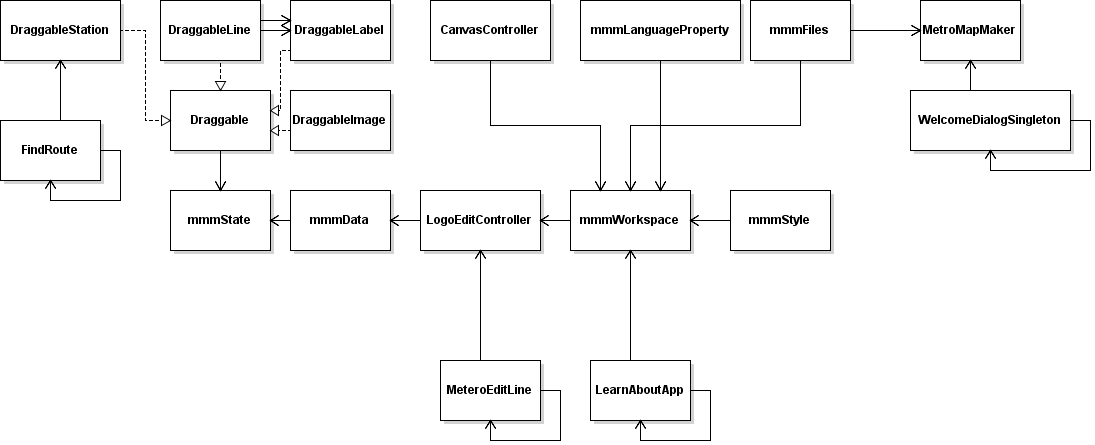 DraggableStation
DraggableLine
DraggableLabel
CanvasController
mmmLanguageProperty
mmmFiles
MetroMapMaker
Draggable
DraggableImage
WelcomeDialogSingleton
FindRoute
mmmState
mmmData
LogoEditController
mmmWorkspace
mmmStyle
MeteroEditLine
LearnAboutApp